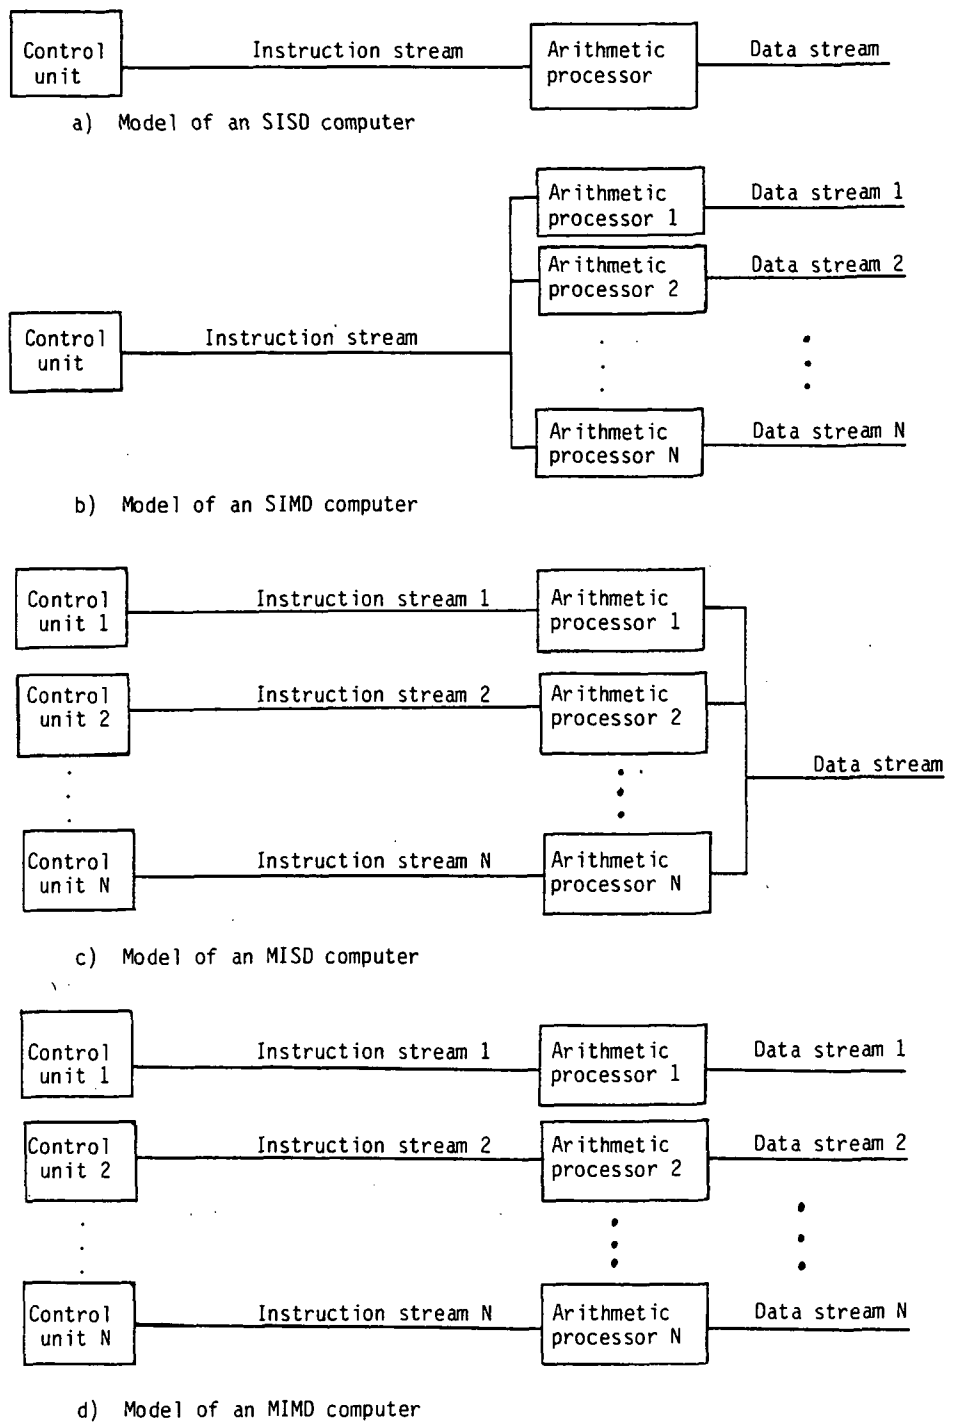 Control
unit
Instruction stream
Arithmetic
processor
Data stream
a) Model of an SISD computer
Arithmetic
processor 1
Data stream 1
Arithmetic
processor 2
Data stream 2
Control
unit
Instruction stream
Arithmetic
processor N
Data stream N
b) Model of an SIMD computer
Control
unit 1
Instruction stream 1
Arithmetic
processor 1
Control
unit 2
Instruction stream 2
Arithmetic
processor 2
Data stream
Control
unit N
Instruction stream N
Arithmetic
processor N
c) Model of an MISD computer
Control
unit 1
Instruction stream 1
Arithmetic
processor 1
Data stream 1
Control
unit 2
Instruction stream 2
Arithmetic
processor 2
Data stream 2
Control
unit N
Instruction stream N
Arithmetic
processor N
Data stream N
d) Model of an MIMD computer